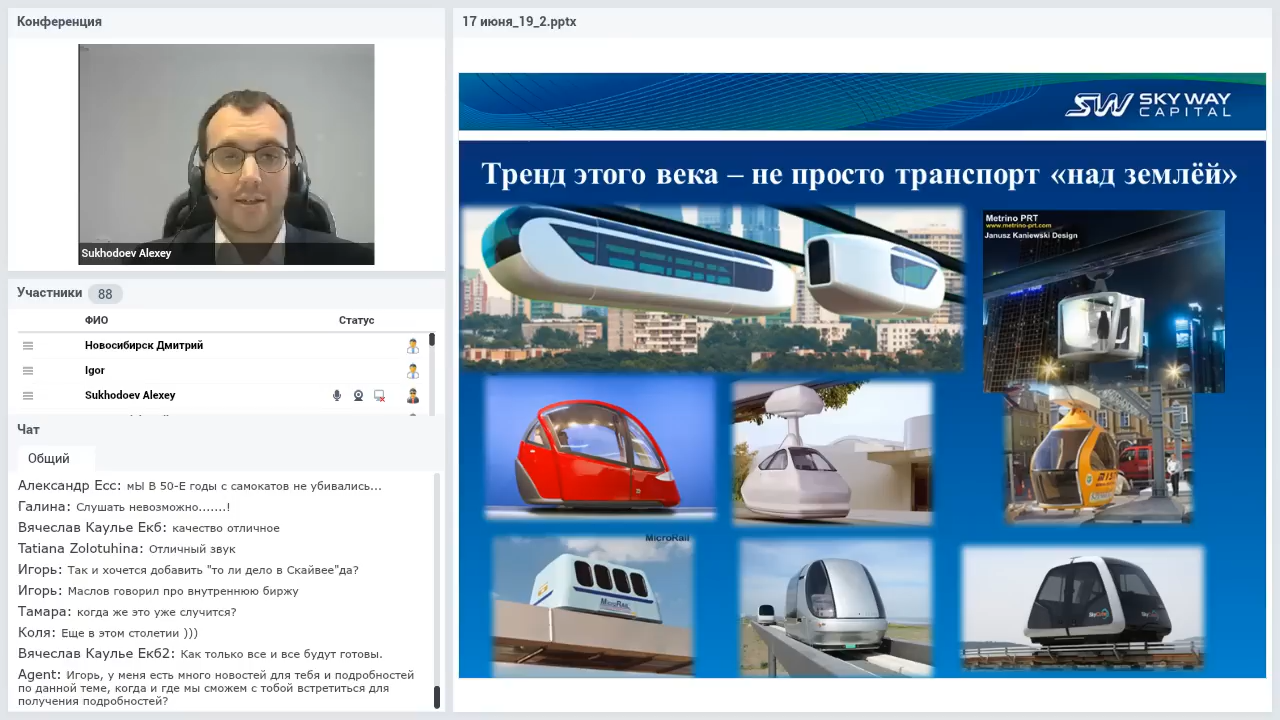 Конференция
Sukhodoev Alexey
Участники 88
ФИО Статус
Новосибирск Дмитрий
Igor
Sukhodoev Alexey
Чат
Общий
Александр Есс: мЫ В 50-Е годы с самокатов не убивались...
Галина: Слушать невозможно.......!
Вячеслав Каулье Екб: качество отличное
Tatiana Zolotuhina: Отличный звук
Игорь: Так и хочется добавить "то ли дело в Скайвее"да?
Игорь: Маслов говорил про внутреннюю биржу
Тамара: когда же это уже случится?
Коля: Еще в этом столетии )))
Вячеслав Каулье Екб2: Как только все и все будут готовы.
Agent: Игорь, у меня есть много новостей для тебя и подробностей
по данной теме, когда и где мы сможем с тобой встретиться для
получения подробностей?
17 июня_19_2.pptx
SW SKY WAY
CAPITAL
Тренд этого века – не просто транспорт «над землёй»
Metrino PRT
www.metrino-prt.com
Janusz Kaniewski Design
MicroRail
MicroRail